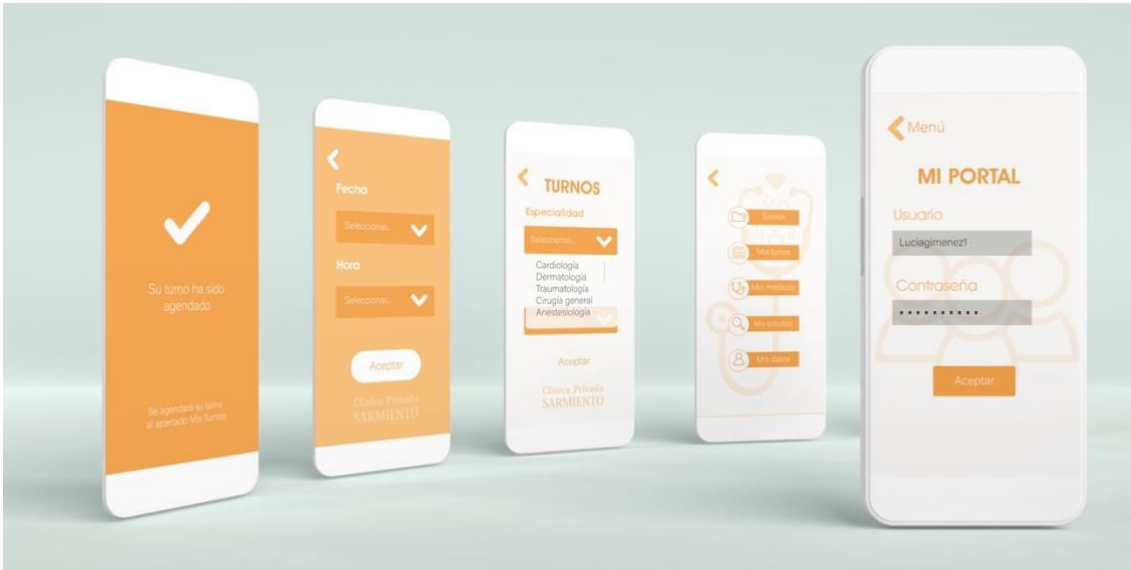 Su turno ha sido
agendado
Se agendará su turno
al apartado Mis Turnos
Fecha
Seleccionar...
Hora
Seleccionar...
Aceptar
Clínica Privada
SARMIENTO
TURNOS
Especialidad
Seleccionar...
Cardiología
Dermatología
Traumatología
Cirugía general
Anestesiología
Aceptar
Clínica Privada
SARMIENTO
Turnos
Mis turnos
Mis médicos
Mis estudios
Mis datos
Menú
MI PORTAL
Usuario
Luciagimenez1
Contraseña
Aceptar